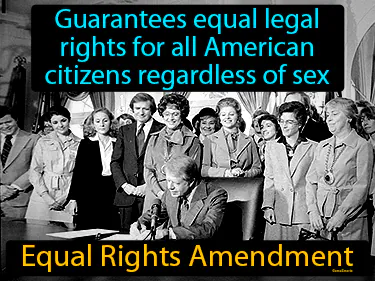 Guarantees equal legal
rights for all American
citizens regardless of sex
Equal Rights Amendment